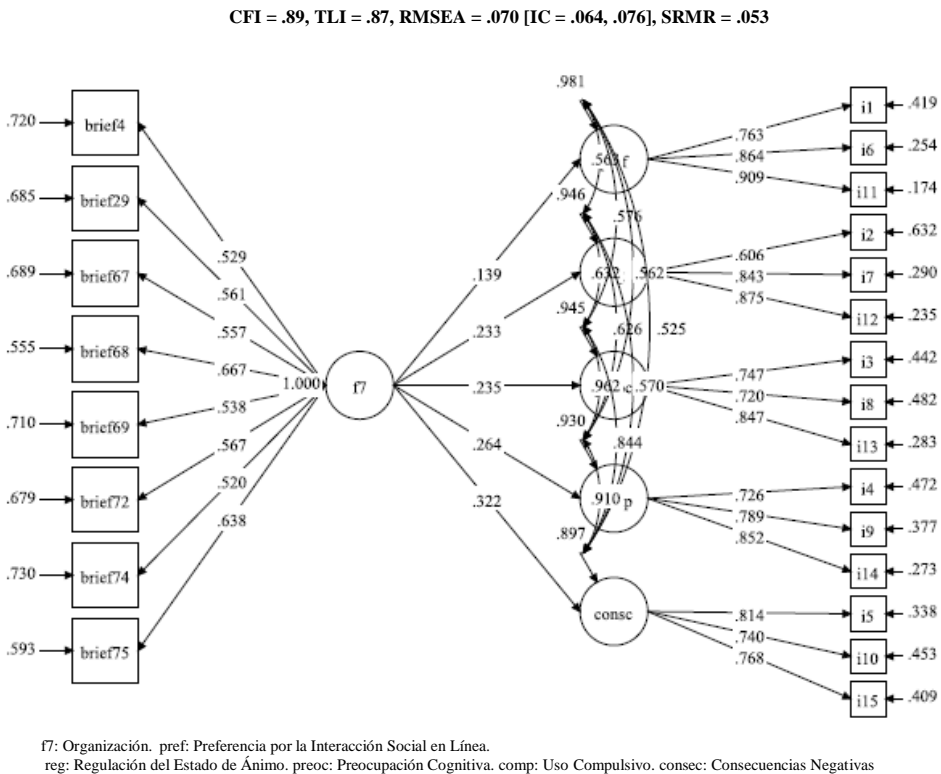 CFI = .89, TLI = .87, RMSEA = .070 [IC = .064, .076], SRMR = .053
.981
.720 brief4 i1 .419
.763
.864 i6 .254
.909
i11 .174
.685 brief29 .946
.576
i2 .632
.529
.606
.689 brief67 .561 .139 .632 .562 .843 i7 .290
.875
.945 i12 .235
.557 .233 .626 .525
.555 brief68 i3 .442
.667 .747
1.000 f7 .235 .962 .570 .720 i8 .482
.538 .847
.710 brief69 .930 i13 .283
.567 .264 .844
.520 i4 .472
.679 brief72 .322 .910 p .726
.638 .789 i9 .377
.897 .852
.730 brief74 i14 .273
consc .814 i5 .338
.593 brief75 .740
.768 i10 .453
i15 .409
f7: Organización. pref: Preferencia por la Interacción Social en Línea.
reg: Regulación del Estado de Ánimo. preoc: Preocupación Cognitiva. comp: Uso Compulsivo. consec: Consecuencias Negativas